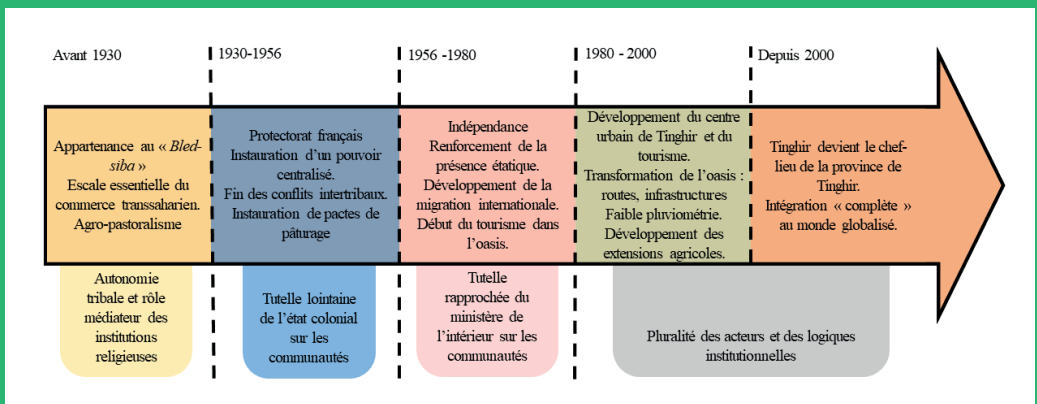 Avant 1930
1930-1956
1956 -1980
1980 - 2000
Depuis 2000
Appartenance au « Bled-
siba »
Escale essentielle du
commerce transsaharien.
Agro-pastoralisme
Protectorat français
Instauration d’un pouvoir
centralisé.
Fin des conflits intertribaux.
Instauration de pactes de
pâturage
Indépendance
Renforcement de la
présence étatique.
Développement de la
migration internationale.
Début du tourisme dans
l’oasis.
Développement du centre
urbain de Tinghir et du
tourisme.
Transformation de l’oasis :
routes, infrastructures
Faible pluviométrie.
Développement des
extensions agricoles.
Tinghir devient le chef-
lieu de la province de
Tinghir.
Intégration « complète »
au monde globalisé.
Autonomie
tribale et rôle
médiateur des
institutions
religieuses
Tutelle lointaine
de l’état colonial
sur les
communautés
Tutelle
rapprochée du
ministère de
l’intérieur sur les
communautés
Pluralité des acteurs et des logiques
institutionnelles